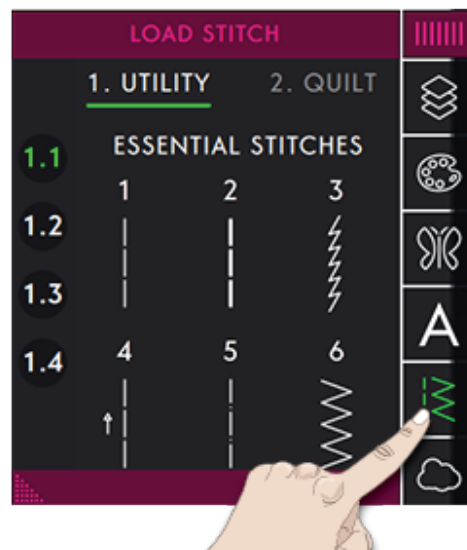 LOAD STITCH
1. UTILITY 2. QUILT
ESSENTIAL STITCHES
1.1
1 2 3
1.2
1.3
1.4
4 5 6
A